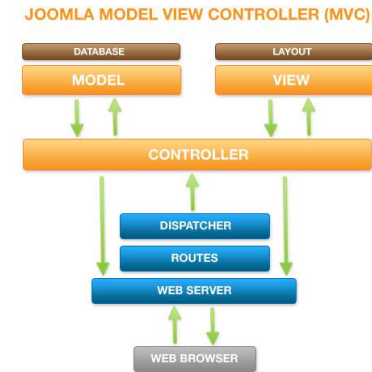 JOOMLA MODEL VIEW CONTROLLER (MVC)
DATABASE
MODEL
LAYOUT
VIEW
CONTROLLER
DISPATCHER
ROUTES
WEB SERVER
WEB BROWSER